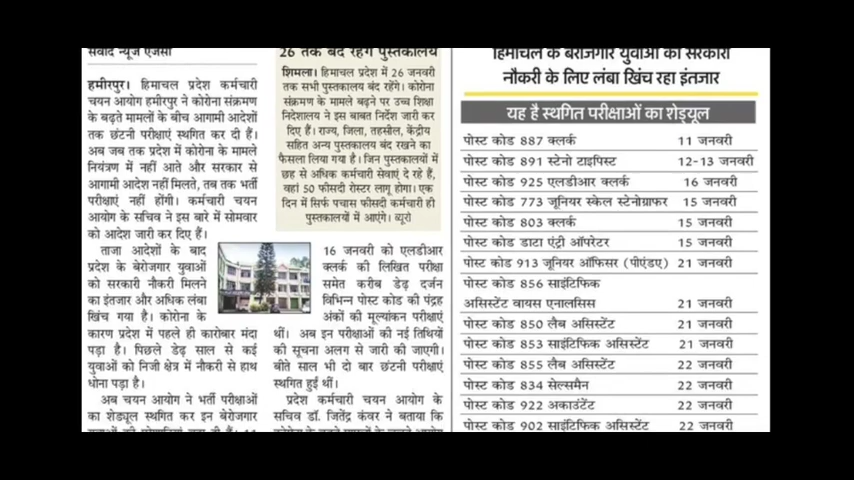 संवाद न्यूज एजेंसी
हमीरपुर। हिमाचल प्रदेश कर्मचारी
चयन आयोग हमीरपुर ने कोरोना संक्रमण
के बढ़ते मामलों के बीच आगामी आदेशों
तक छंटनी परीक्षाएं स्थगित कर दी हैं।
अब जब तक प्रदेश में कोरोना के मामले
नियंत्रण में नहीं आते और सरकार से
आगामी आदेश नहीं मिलते, तब तक भर्ती
परीक्षाएं नहीं होंगी। कर्मचारी चयन
आयोग के सचिव ने इस बारे में सोमवार
को आदेश जारी कर दिए हैं।
ताजा आदेशों के बाद
प्रदेश के बेरोजगार युवाओं
को सरकारी नौकरी मिलने
का इंतजार और अधिक लंबा
खिंच गया है। कोरोना के
कारण प्रदेश में पहले ही कारोबार मंदा
पड़ा है। पिछले डेढ़ साल से कई
युवाओं को निजी क्षेत्र में नौकरी से हाथ
धोना पड़ा है।
अब चयन आयोग ने भर्ती परीक्षाओं
का शेड्यूल स्थगित कर इन बेरोजगार
26 तक बंद रहेंगे पुस्तकालय
शिमला। हिमाचल प्रदेश में 26 जनवरी
तक सभी पुस्तकालय बंद रहेंगे। कोरोना
संक्रमण के मामले बढ़ने पर उच्च शिक्षा
निदेशालय ने इस बाबत निर्देश जारी कर
दिए हैं। राज्य, जिला, तहसील, केंद्रीय
सहित अन्य पुस्तकालय बंद रखने का
फैसला लिया गया है। जिन पुस्तकालयों में
छह से अधिक कर्मचारी सेवाएं दे रहे हैं,
वहां 50 फीसदी रोस्टर लागू होगा। एक
दिन में सिर्फ पचास फीसदी कर्मचारी ही
पुस्तकालयों में आएंगे। ब्यूरो
16 जनवरी को एलडीआर
क्लर्क की लिखित परीक्षा
समेत करीब डेढ़ दर्जन
विभिन्न पोस्ट कोड की पंद्रह
अंकों की मूल्यांकन परीक्षाएं
थीं। अब इन परीक्षाओं की नई तिथियों
की सूचना अलग से जारी की जाएगी।
बीते साल भी दो बार छंटनी परीक्षाएं
स्थगित हुई थीं।
प्रदेश कर्मचारी चयन आयोग के
सचिव डॉ. जितेंद्र कंवर ने बताया कि
हिमाचल के बेरोजगार युवाओं का सरकारी
नौकरी के लिए लंबा खिंच रहा इंतजार
यह है स्थगित परीक्षाओं का शेड्यूल
पोस्ट कोड 887 क्लर्क 11 जनवरी
पोस्ट कोड 891 स्टेनो टाइपिस्ट 12-13 जनवरी
पोस्ट कोड 925 एलडीआर क्लर्क 16 जनवरी
पोस्ट कोड 773 जूनियर स्केल स्टेनोग्राफर 15 जनवरी
पोस्ट कोड 803 क्लर्क 15 जनवरी
पोस्ट कोड डाटा एंट्री ऑपरेटर 15 जनवरी
पोस्ट कोड 913 जूनियर ऑफिसर (पीएंडए) 21 जनवरी
पोस्ट कोड 856 साइंटिफिक
असिस्टेंट वायस एनालसिस 21 जनवरी
पोस्ट कोड 850 लैब असिस्टेंट 21 जनवरी
पोस्ट कोड 853 साइंटिफिक असिस्टेंट 21 जनवरी
पोस्ट कोड 855 लैब असिस्टेंट 22 जनवरी
पोस्ट कोड 834 सेल्समैन 22 जनवरी
पोस्ट कोड 922 अकाउंटेंट 22 जनवरी
पोस्ट कोड 902 साइंटिफिक असिस्टेंट 22 जनवरी